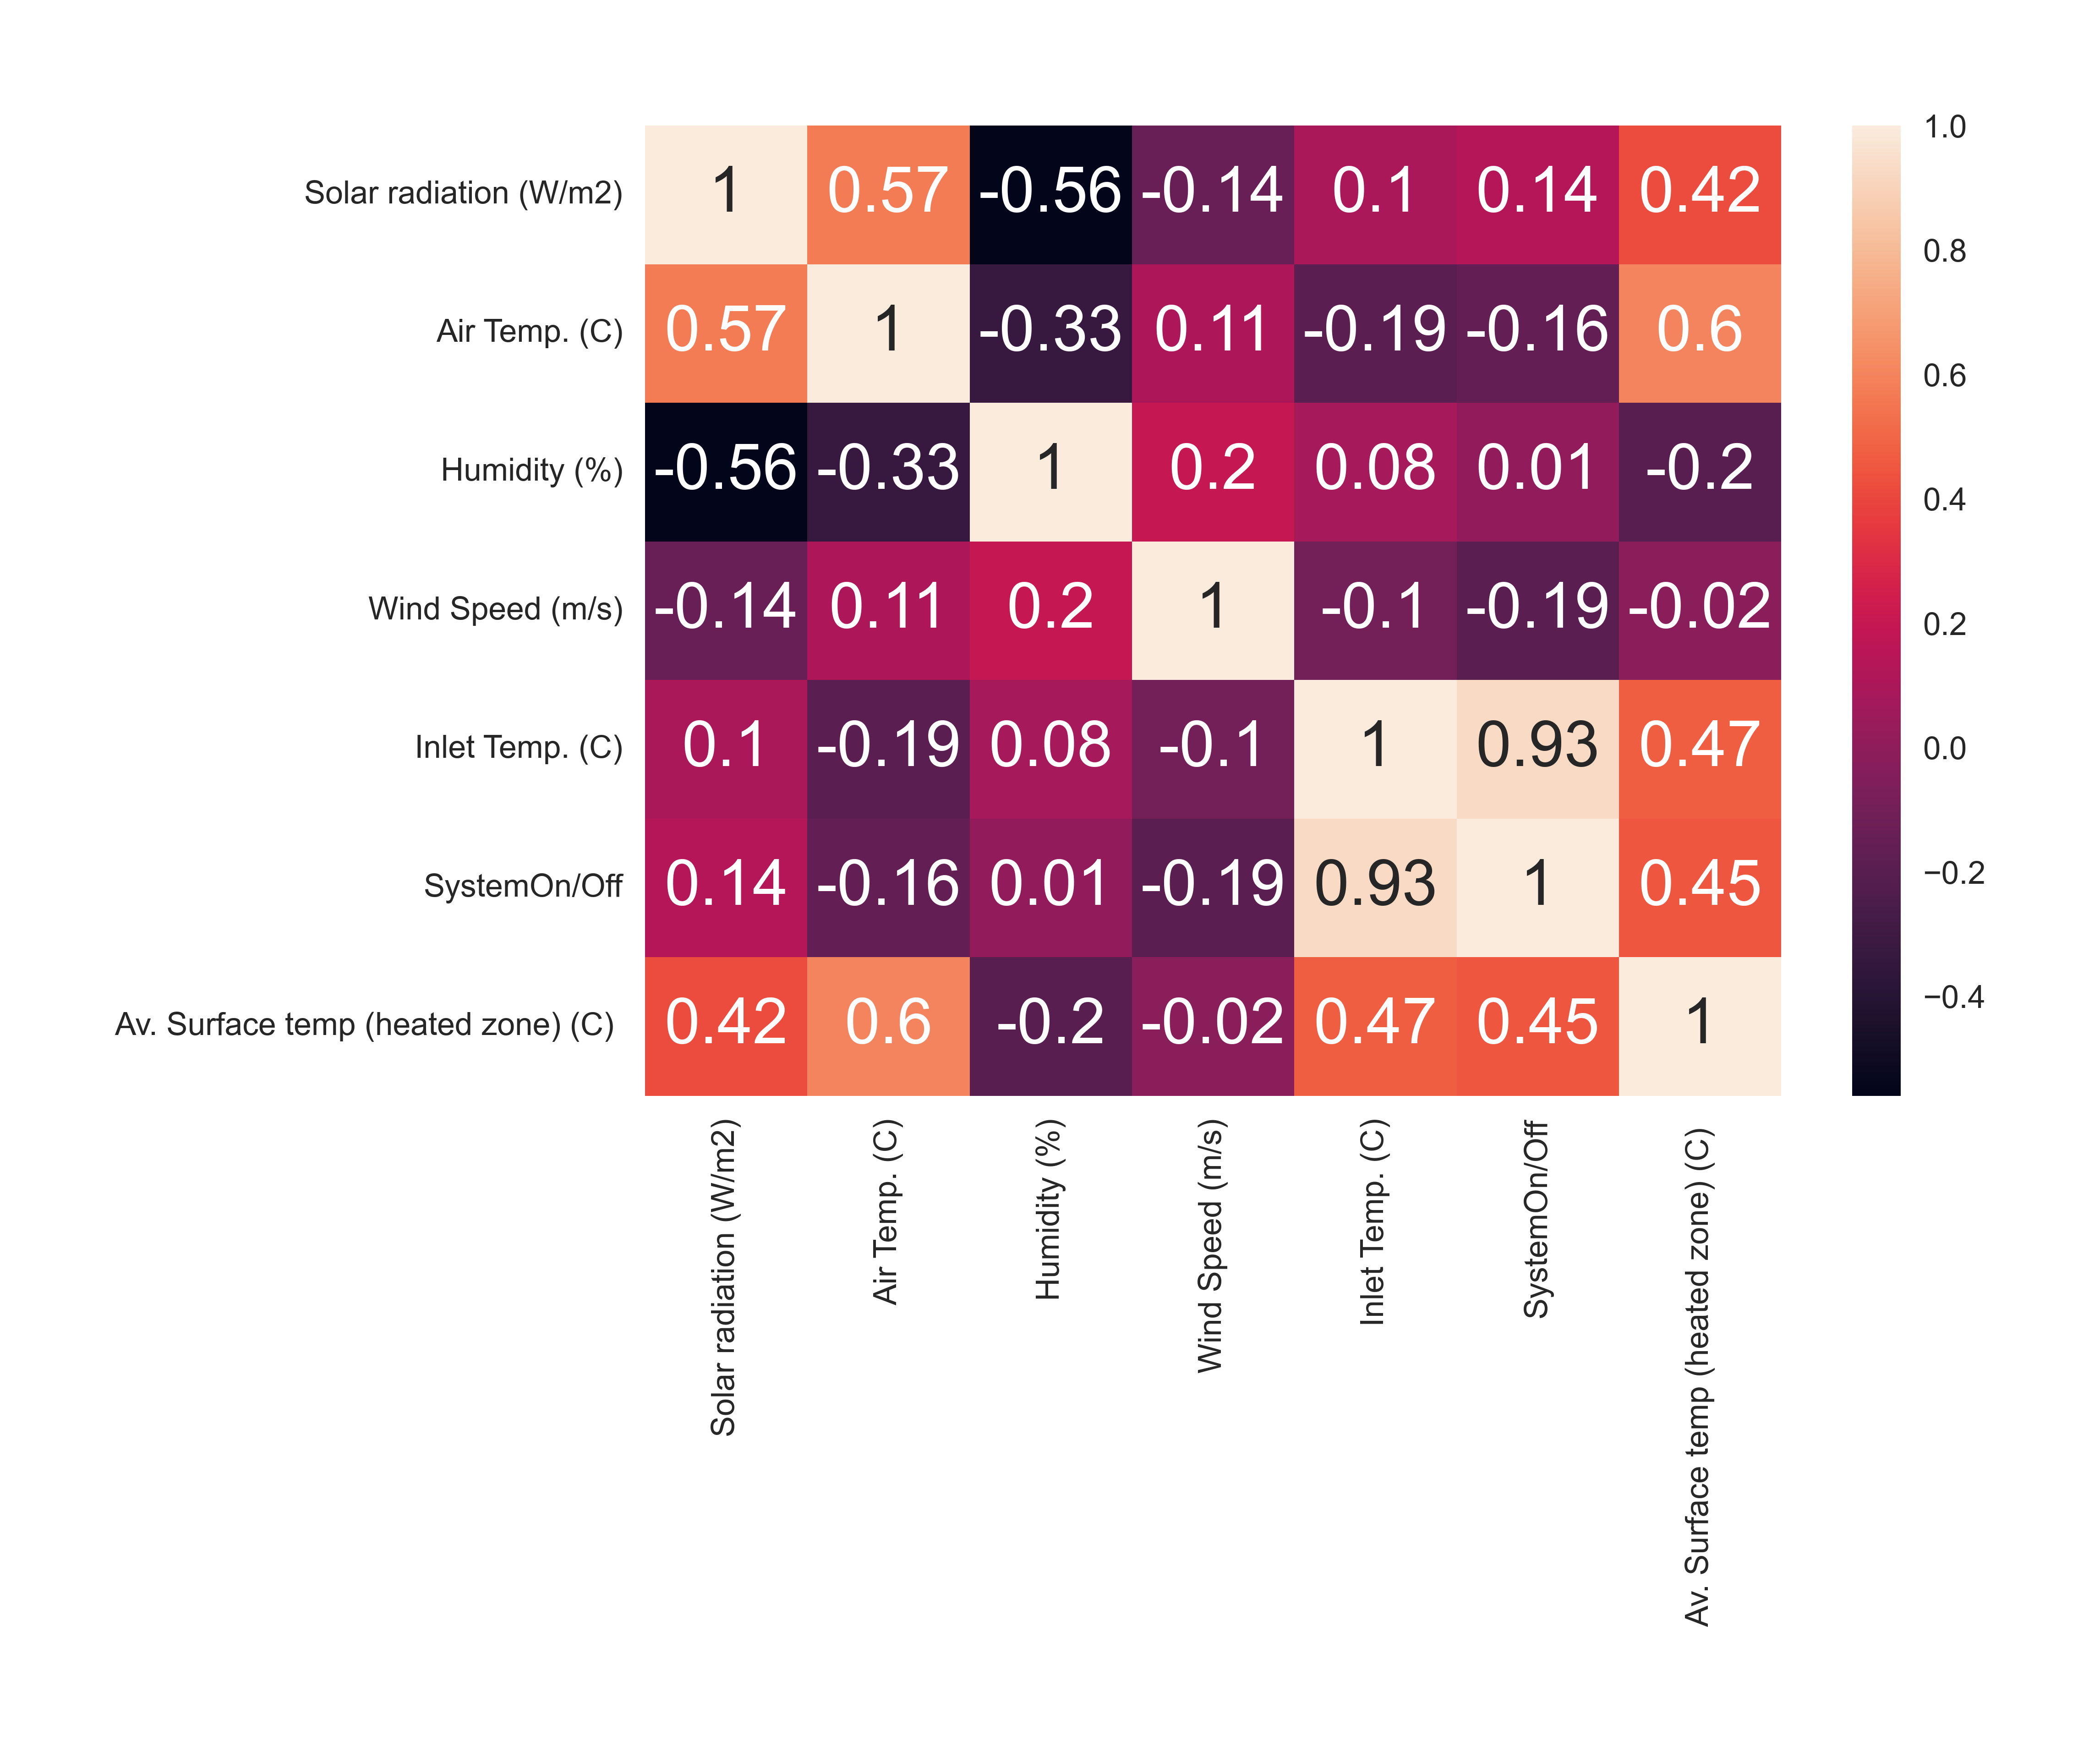 Solar radiation (W/m2) 1 0.57 -0.56 -0.14 0.1 0.14 0.42
Air Temp. (C) 0.57 1 -0.33 0.11 -0.19 -0.16 0.6
Humidity (%) -0.56 -0.33 1 0.2 0.08 0.01 -0.2
Wind Speed (m/s) -0.14 0.11 0.2 1 -0.1 -0.19 -0.02
Inlet Temp. (C) 0.1 -0.19 0.08 -0.1 1 0.93 0.47
SystemOn/Off 0.14 -0.16 0.01 -0.19 0.93 1 0.45
Av. Surface temp (heated zone) (C) 0.42 0.6 -0.2 -0.02 0.47 0.45 1
Solar radiation (W/m2)
Air Temp. (C)
Humidity (%)
Wind Speed (m/s)
Inlet Temp. (C)
SystemOn/Off
Av. Surface temp (heated zone) (C)
1.0
0.8
0.6
0.4
0.2
0.0
−0.2
−0.4